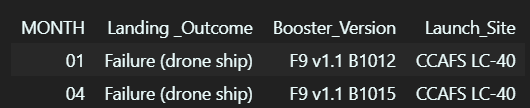 MONTH Landing _Outcome Booster_Version Launch_Site
01 Failure (drone ship) F9 v1.1 B1012 CCAFS LC-40
04 Failure (drone ship) F9 v1.1 B1015 CCAFS LC-40